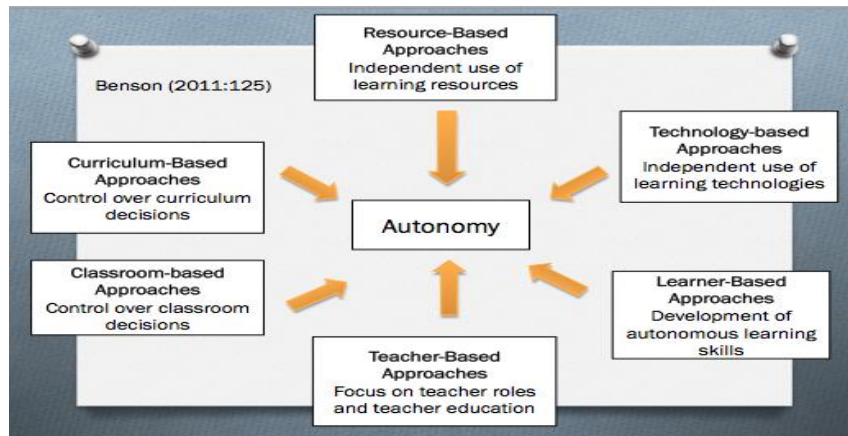 Resource-Based
Approaches
Independent use of
learning resources
Benson (2011:125)
Technology-based
Approaches
Independent use of
learning technologies
Curriculum-Based
Approaches
Control over curriculum
decisions
Autonomy
Classroom-based
Approaches
Control over classroom
decisions
Learner-Based
Approaches
Development of
autonomous learning
skills
Teacher-Based
Approaches
Focus on teacher roles
and teacher education